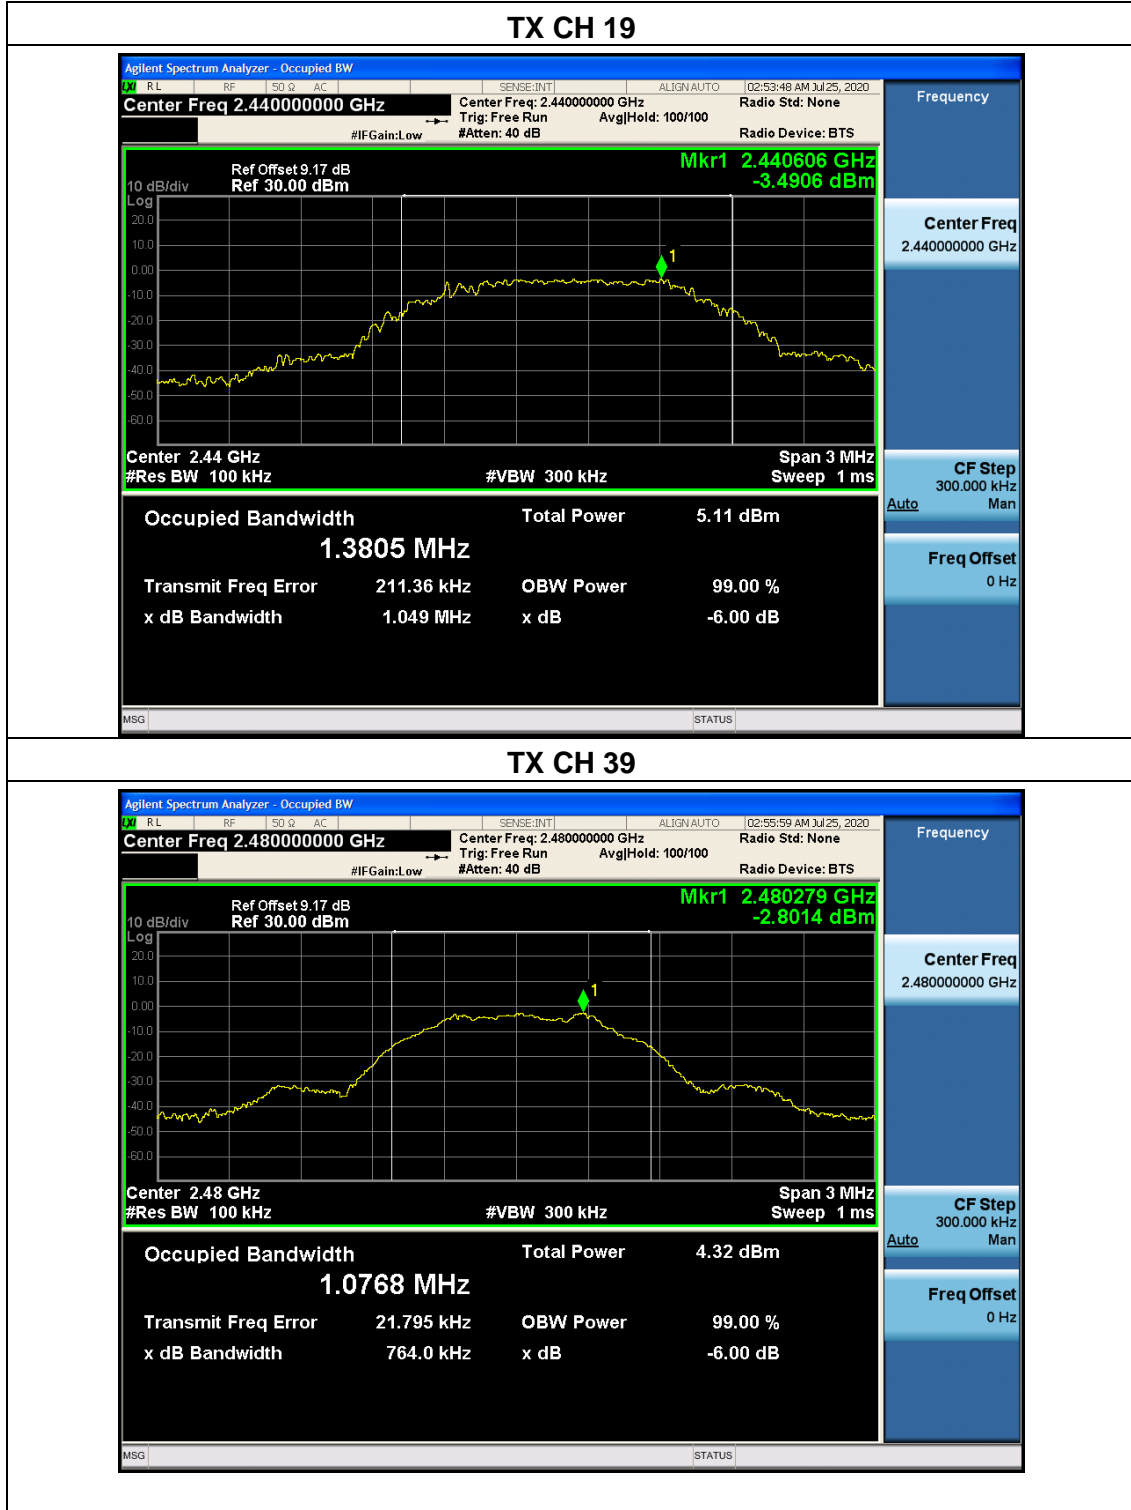 TX CH 19
Agilent Spectrum Analyzer - Occupied BW
LXI RL RF 50 Ω AC SENSE:INT ALIGN AUTO 02:53:48 AM Jul 25, 2020
Center Freq 2.440000000 GHz
Center Freq: 2.440000000 GHz Radio Std: None
Trig: Free Run Avg|Hold: 100/100
#IFGain:Low #Atten: 40 dB Radio Device: BTS
Frequency
Mkr1 2.440606 GHz
-3.4906 dBm
Ref Offset 9.17 dB
10 dB/div Ref 30.00 dBm
Log
20.0
10.0
0.00
-10.0
-20.0
-30.0
-40.0
-50.0
-60.0
1
Center 2.44 GHz Span 3 MHz
#Res BW 100 kHz #VBW 300 kHz Sweep 1 ms
Center Freq
2.440000000 GHz
CF Step
300.000 kHz
Auto Man
Freq Offset
0 Hz
Occupied Bandwidth Total Power 5.11 dBm
1.3805 MHz
Transmit Freq Error 211.36 kHz OBW Power 99.00 %
x dB Bandwidth 1.049 MHz x dB -6.00 dB
MSG STATUS
TX CH 39
Agilent Spectrum Analyzer - Occupied BW
LXI RL RF 50 Ω AC SENSE:INT ALIGN AUTO 02:55:59 AM Jul 25, 2020
Center Freq 2.480000000 GHz
Center Freq: 2.480000000 GHz Radio Std: None
Trig: Free Run Avg|Hold: 100/100
#IFGain:Low #Atten: 40 dB Radio Device: BTS
Frequency
Mkr1 2.480279 GHz
-2.8014 dBm
Ref Offset 9.17 dB
10 dB/div Ref 30.00 dBm
Log
20.0
10.0
0.00
-10.0
-20.0
-30.0
-40.0
-50.0
-60.0
1
Center 2.48 GHz Span 3 MHz
#Res BW 100 kHz #VBW 300 kHz Sweep 1 ms
Center Freq
2.480000000 GHz
CF Step
300.000 kHz
Auto Man
Freq Offset
0 Hz
Occupied Bandwidth Total Power 4.32 dBm
1.0768 MHz
Transmit Freq Error 21.795 kHz OBW Power 99.00 %
x dB Bandwidth 764.0 kHz x dB -6.00 dB
MSG STATUS